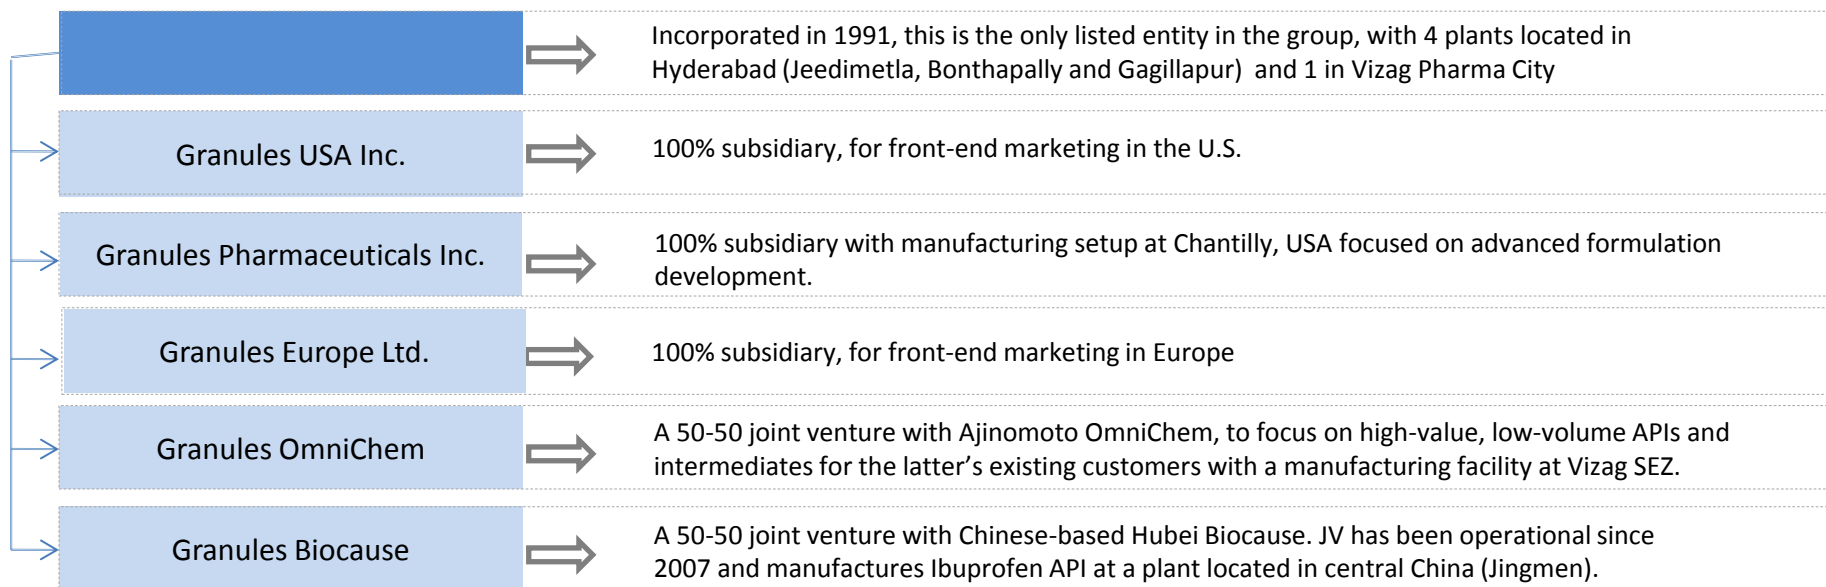 Incorporated in 1991, this is the only listed entity in the group, with 4 plants located in
Hyderabad (Jeedimetla, Bonthapally and Gagillapur) and 1 in Vizag Pharma City
Granules USA Inc.
100% subsidiary, for front-end marketing in the U.S.
Granules Pharmaceuticals Inc.
100% subsidiary with manufacturing setup at Chantilly, USA focused on advanced formulation
development.
Granules Europe Ltd.
100% subsidiary, for front-end marketing in Europe
Granules OmniChem
A 50-50 joint venture with Ajinomoto OmniChem, to focus on high-value, low-volume APIs and
intermediates for the latter’s existing customers with a manufacturing facility at Vizag SEZ.
Granules Biocause
A 50-50 joint venture with Chinese-based Hubei Biocause. JV has been operational since
2007 and manufactures Ibuprofen API at a plant located in central China (Jingmen).